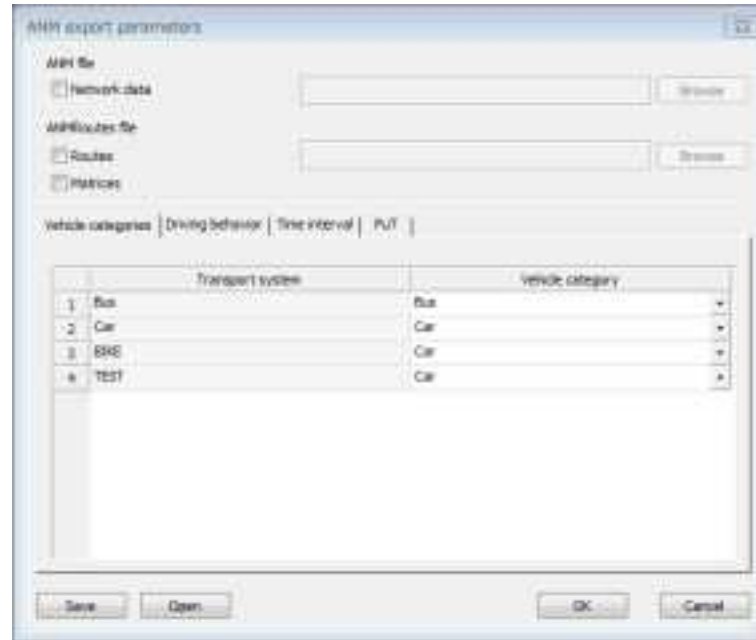 ANM export parameters
ANM file
Network data
Browse
ANMRoutes file
Routes
Browse
Matrices
Vehicle categories Driving behavior Time interval PuT
Transport system Vehicle category
1 Bus Bus
2 Car Car
3 BIKE Car
4 TEST Car
Save Open OK Cancel